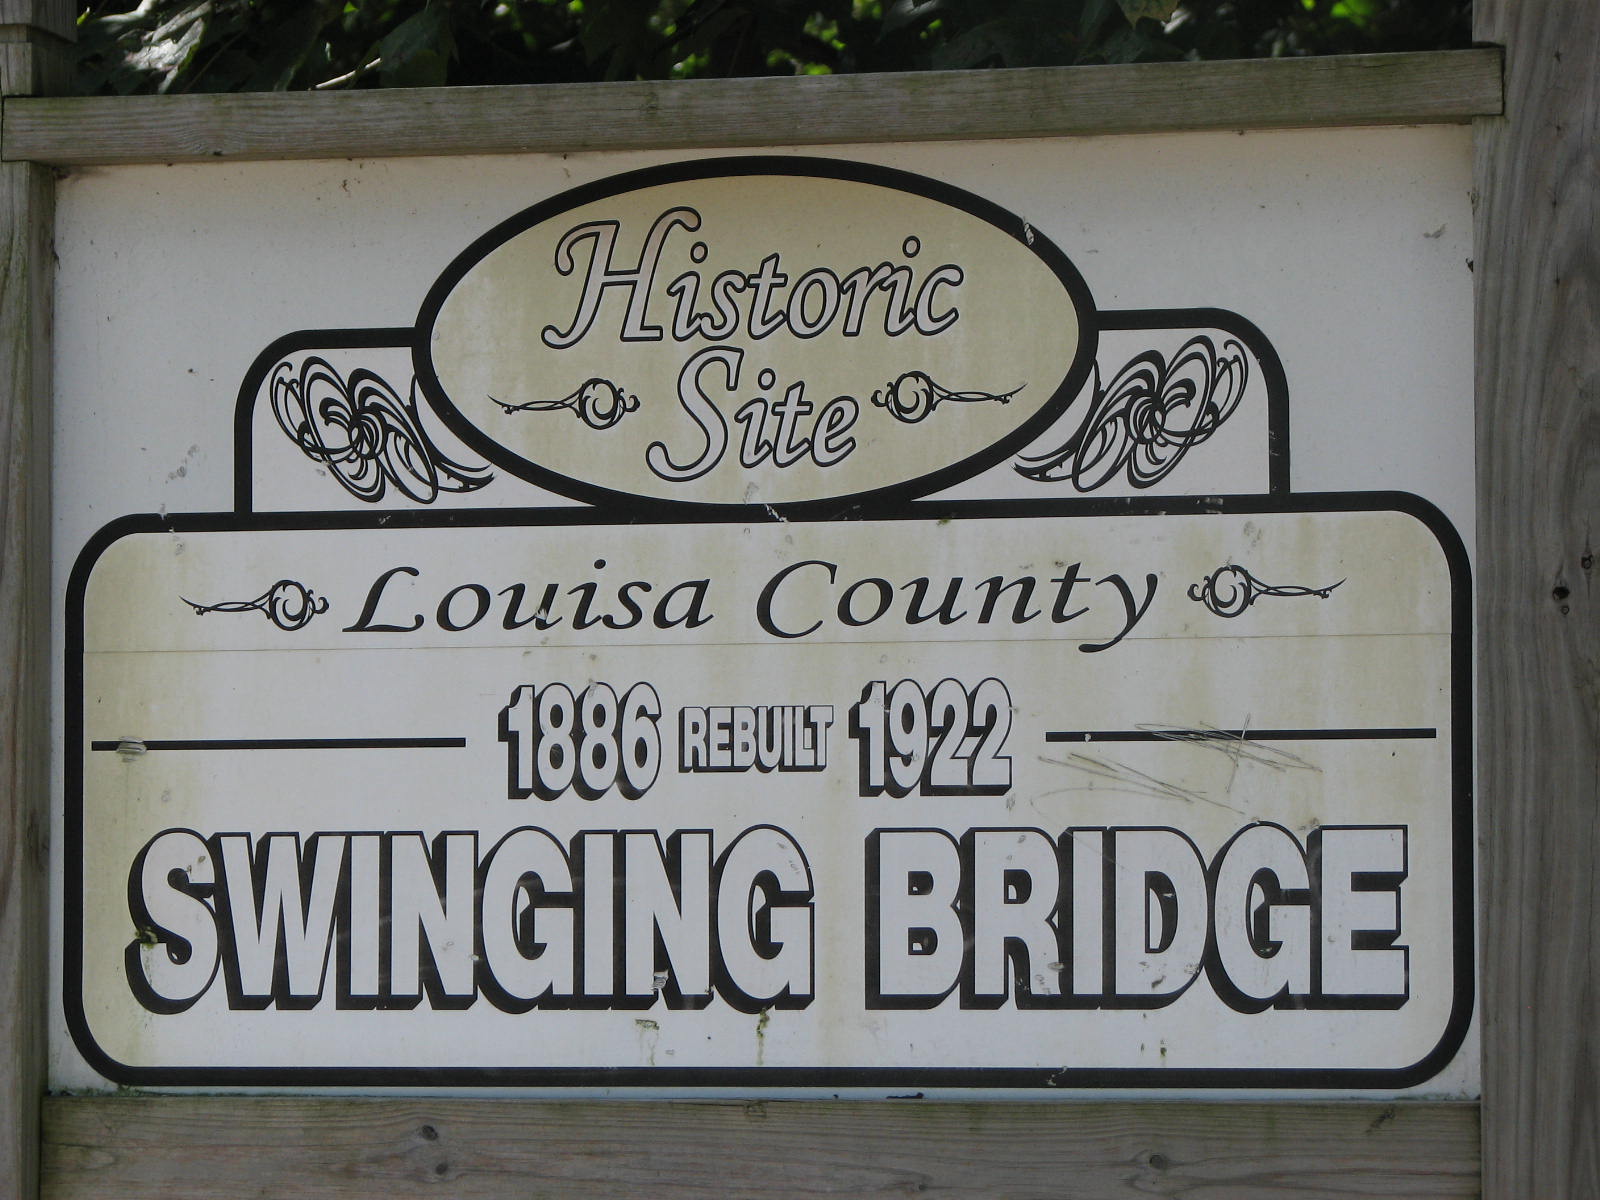 Historic
Site
Louisa County
1886 REBUILT 1922
SWINGING BRIDGE